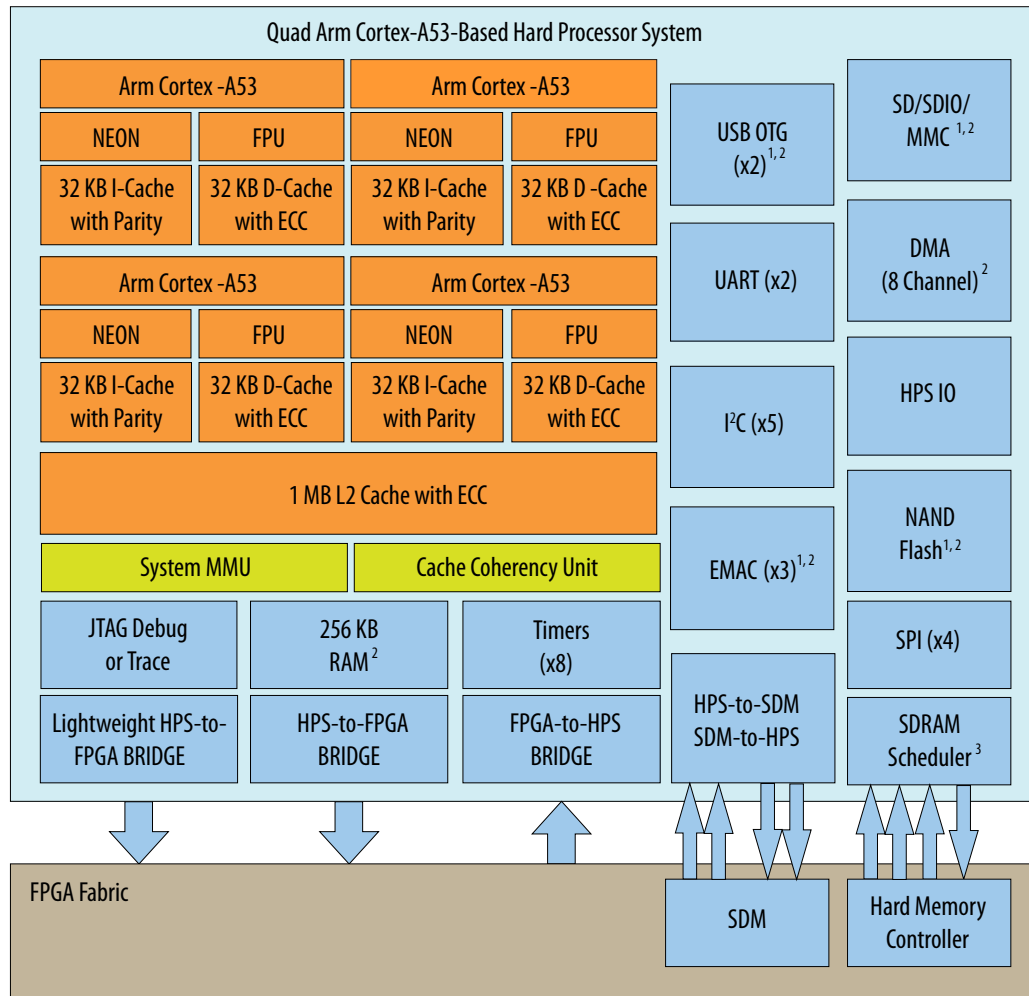 Quad Arm Cortex-A53-Based Hard Processor System
Arm Cortex -A53
Arm Cortex -A53
NEON
FPU
NEON
FPU
32 KB I-Cache
with Parity
32 KB D-Cache
with ECC
32 KB I-Cache
with Parity
32 KB D -Cache
with ECC
Arm Cortex -A53
Arm Cortex -A53
NEON
FPU
NEON
FPU
32 KB I-Cache
with Parity
32 KB D-Cache
with ECC
32 KB I-Cache
with Parity
32 KB D-Cache
with ECC
1 MB L2 Cache with ECC
System MMU
Cache Coherency Unit
JTAG Debug
or Trace
256 KB
RAM 2
Timers
(x8)
Lightweight HPS-to-
FPGA BRIDGE
HPS-to-FPGA
BRIDGE
FPGA-to-HPS
BRIDGE
USB OTG
(x2) 1, 2
UART (x2)
I²C (x5)
EMAC (x3) 1, 2
HPS-to-SDM
SDM-to-HPS
SD/SDIO/
MMC 1, 2
DMA
(8 Channel) 2
HPS IO
NAND
Flash 1, 2
SPI (x4)
SDRAM
Scheduler 3
FPGA Fabric
SDM
Hard Memory
Controller